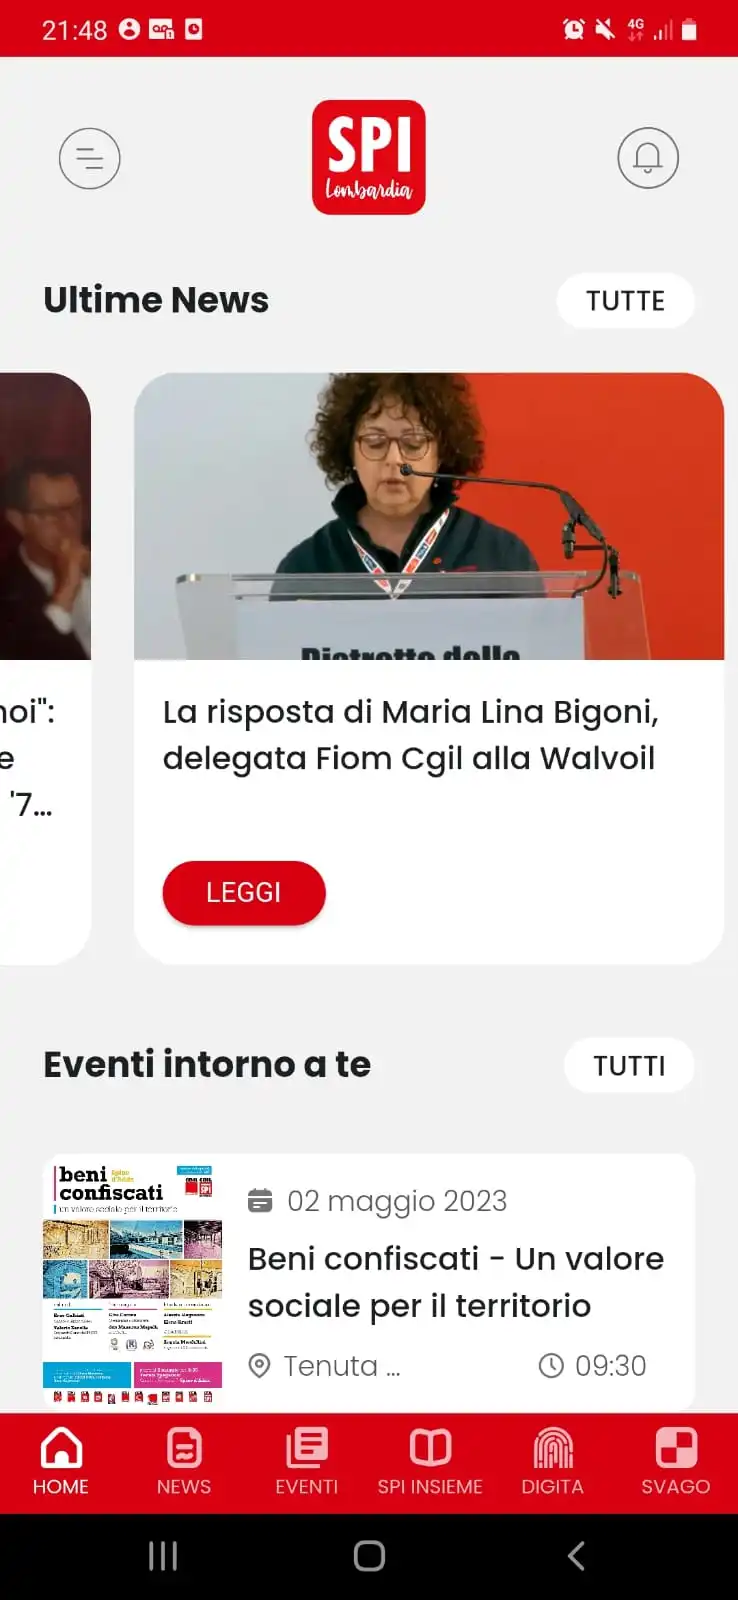 21:48
4G
SPI
Lombardia
Ultime News
TUTTE
noi":
e
'7...
La risposta di Maria Lina Bigoni,
delegata Fiom Cgil alla Walvoil
LEGGI
Eventi intorno a te
TUTTI
beni
confiscati
un valore sociale per il territorio
SPI
02 maggio 2023
Beni confiscati - Un valore
sociale per il territorio
Tenuta ...
09:30
HOME
NEWS
EVENTI
SPI INSIEME
DIGITA
SVAGO